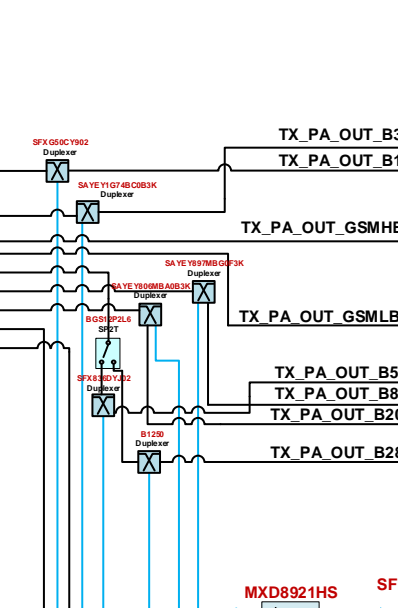 TX_PA_OUT_B3
SFXG50CY902
Duplexer
TX_PA_OUT_B1
SAYEY1G74BC0B3K
Duplexer
TX_PA_OUT_GSMHB
SAYEY897MBG0F3K
Duplexer
SAYEY806MBA0B3K
Duplexer
BGS12P2L6
SP2T
TX_PA_OUT_GSMLB
TX_PA_OUT_B5
SFX836DYJ02
Duplexer
TX_PA_OUT_B8
TX_PA_OUT_B20
B1250
Duplexer
TX_PA_OUT_B28
SF
MXD8921HS